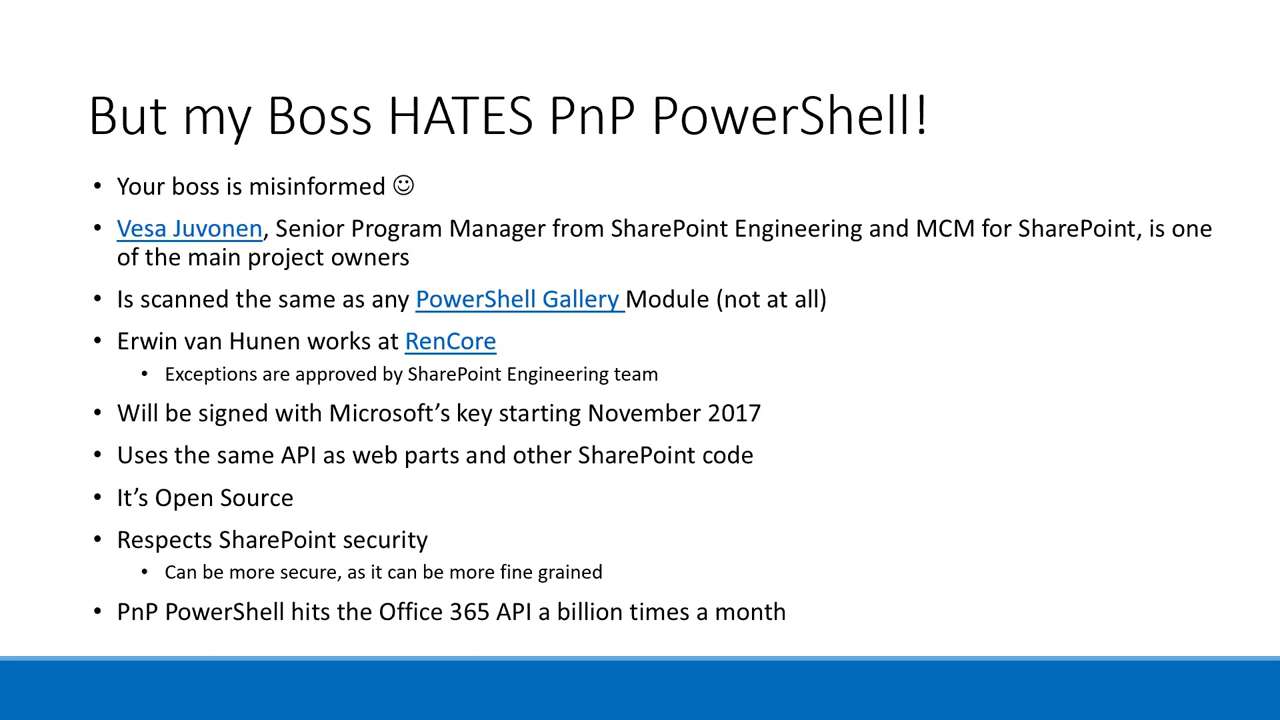 But my Boss HATES PnP PowerShell!
• Your boss is misinformed ☺
• Vesa Juvonen, Senior Program Manager from SharePoint Engineering and MCM for SharePoint, is one
of the main project owners
• Is scanned the same as any PowerShell Gallery Module (not at all)
• Erwin van Hunen works at RenCore
• Exceptions are approved by SharePoint Engineering team
• Will be signed with Microsoft’s key starting November 2017
• Uses the same API as web parts and other SharePoint code
• It’s Open Source
• Respects SharePoint security
• Can be more secure, as it can be more fine grained
• PnP PowerShell hits the Office 365 API a billion times a month